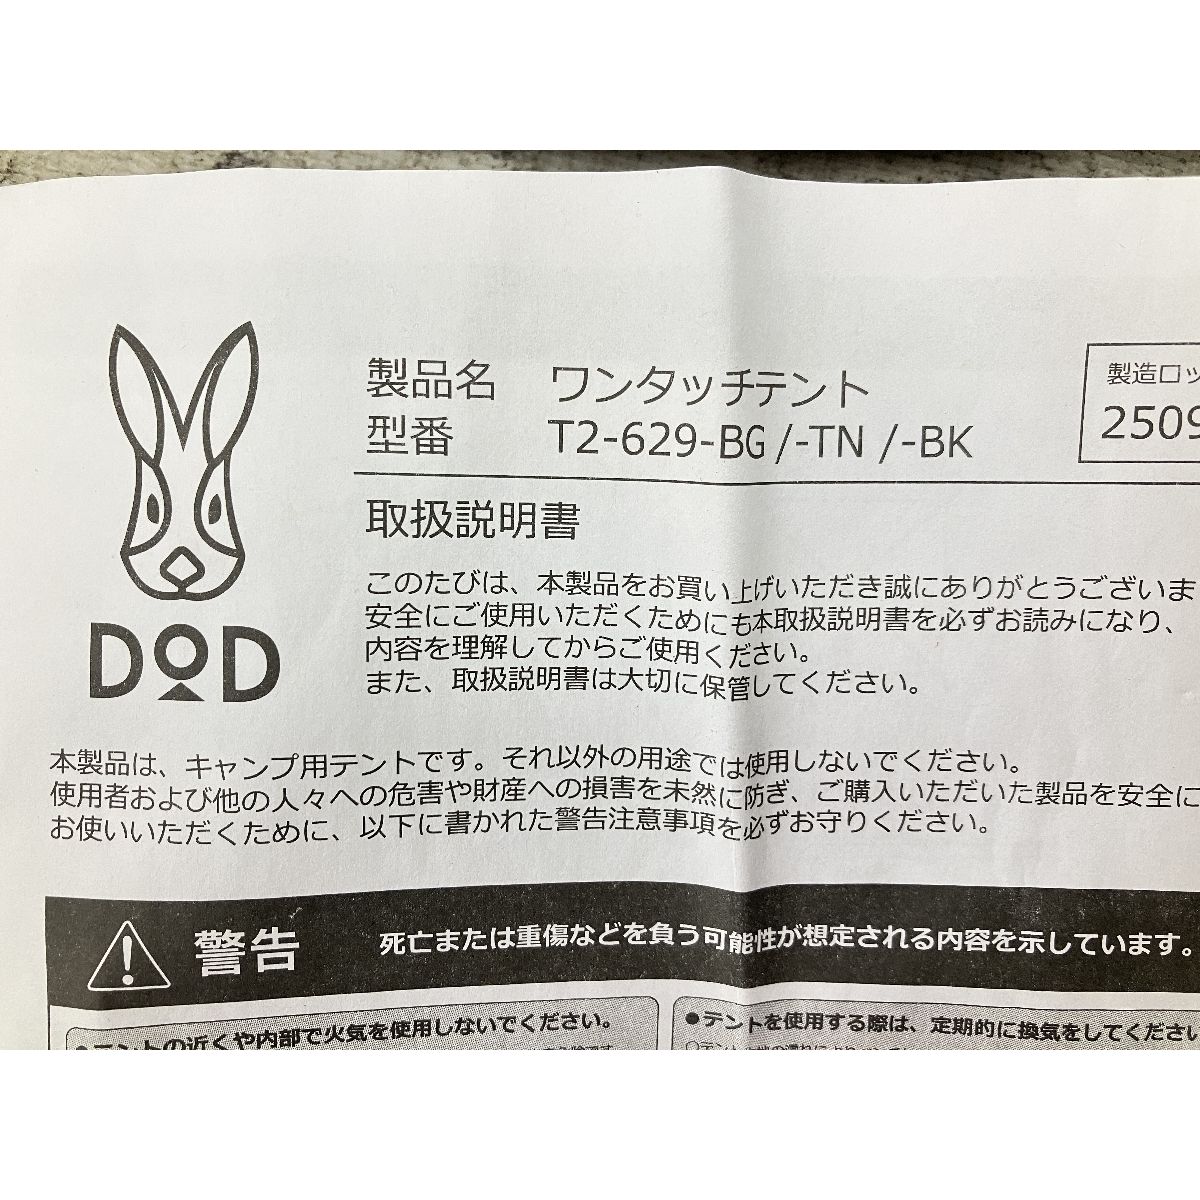 製品名 ワンタッチテント
型番 T2-629-BG /-TN /-BK
製造ロッ
2509
取扱説明書
DOD
このたびは、本製品をお買い上げいただき誠にありがとうございま
安全にご使用いただくためにも本取扱説明書を必ずお読みになり、
内容を理解してからご使用ください。
また、取扱説明書は大切に保管してください。
本製品は、キャンプ用テントです。それ以外の用途では使用しないでください。
使用者および他の人々への危害や財産への損害を未然に防ぎ、ご購入いただいた製品を安全に
お使いいただくために、以下に書かれた警告注意事項を必ずお守りください。
警告 死亡または重傷などを負う可能性が想定される内容を示しています。
●テントの近くや内部で火気を使用しないでください。
●テントを使用する際は、定期的に換気をしてください